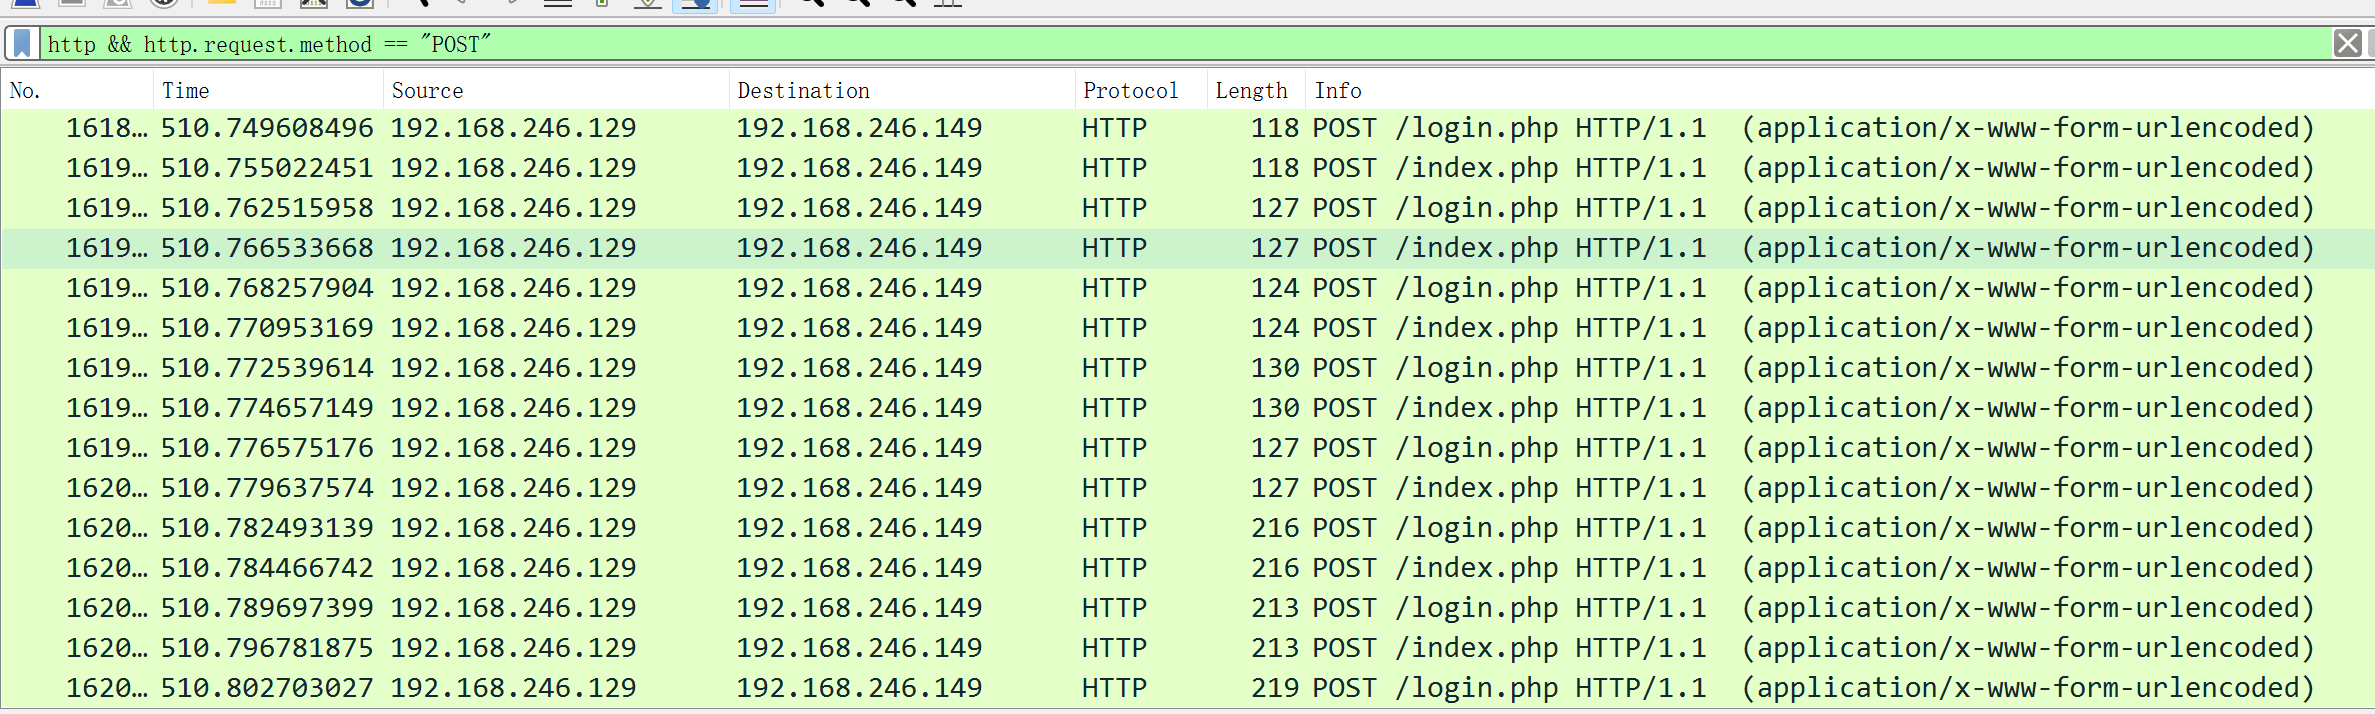 http && http.request.method == "POST"
No. Time Source Destination Protocol Length Info
1618… 510.749608496 192.168.246.129 192.168.246.149 HTTP 118 POST /login.php HTTP/1.1 (application/x-www-form-urlencoded)
1619… 510.755022451 192.168.246.129 192.168.246.149 HTTP 118 POST /index.php HTTP/1.1 (application/x-www-form-urlencoded)
1619… 510.762515958 192.168.246.129 192.168.246.149 HTTP 127 POST /login.php HTTP/1.1 (application/x-www-form-urlencoded)
1619… 510.766533668 192.168.246.129 192.168.246.149 HTTP 127 POST /index.php HTTP/1.1 (application/x-www-form-urlencoded)
1619… 510.768257904 192.168.246.129 192.168.246.149 HTTP 124 POST /login.php HTTP/1.1 (application/x-www-form-urlencoded)
1619… 510.770953169 192.168.246.129 192.168.246.149 HTTP 124 POST /index.php HTTP/1.1 (application/x-www-form-urlencoded)
1619… 510.772539614 192.168.246.129 192.168.246.149 HTTP 130 POST /login.php HTTP/1.1 (application/x-www-form-urlencoded)
1619… 510.774657149 192.168.246.129 192.168.246.149 HTTP 130 POST /index.php HTTP/1.1 (application/x-www-form-urlencoded)
1619… 510.776575176 192.168.246.129 192.168.246.149 HTTP 127 POST /login.php HTTP/1.1 (application/x-www-form-urlencoded)
1620… 510.779637574 192.168.246.129 192.168.246.149 HTTP 127 POST /index.php HTTP/1.1 (application/x-www-form-urlencoded)
1620… 510.782493139 192.168.246.129 192.168.246.149 HTTP 216 POST /login.php HTTP/1.1 (application/x-www-form-urlencoded)
1620… 510.784466742 192.168.246.129 192.168.246.149 HTTP 216 POST /index.php HTTP/1.1 (application/x-www-form-urlencoded)
1620… 510.789697399 192.168.246.129 192.168.246.149 HTTP 213 POST /login.php HTTP/1.1 (application/x-www-form-urlencoded)
1620… 510.796781875 192.168.246.129 192.168.246.149 HTTP 213 POST /index.php HTTP/1.1 (application/x-www-form-urlencoded)
1620… 510.802703027 192.168.246.129 192.168.246.149 HTTP 219 POST /login.php HTTP/1.1 (application/x-www-form-urlencoded)